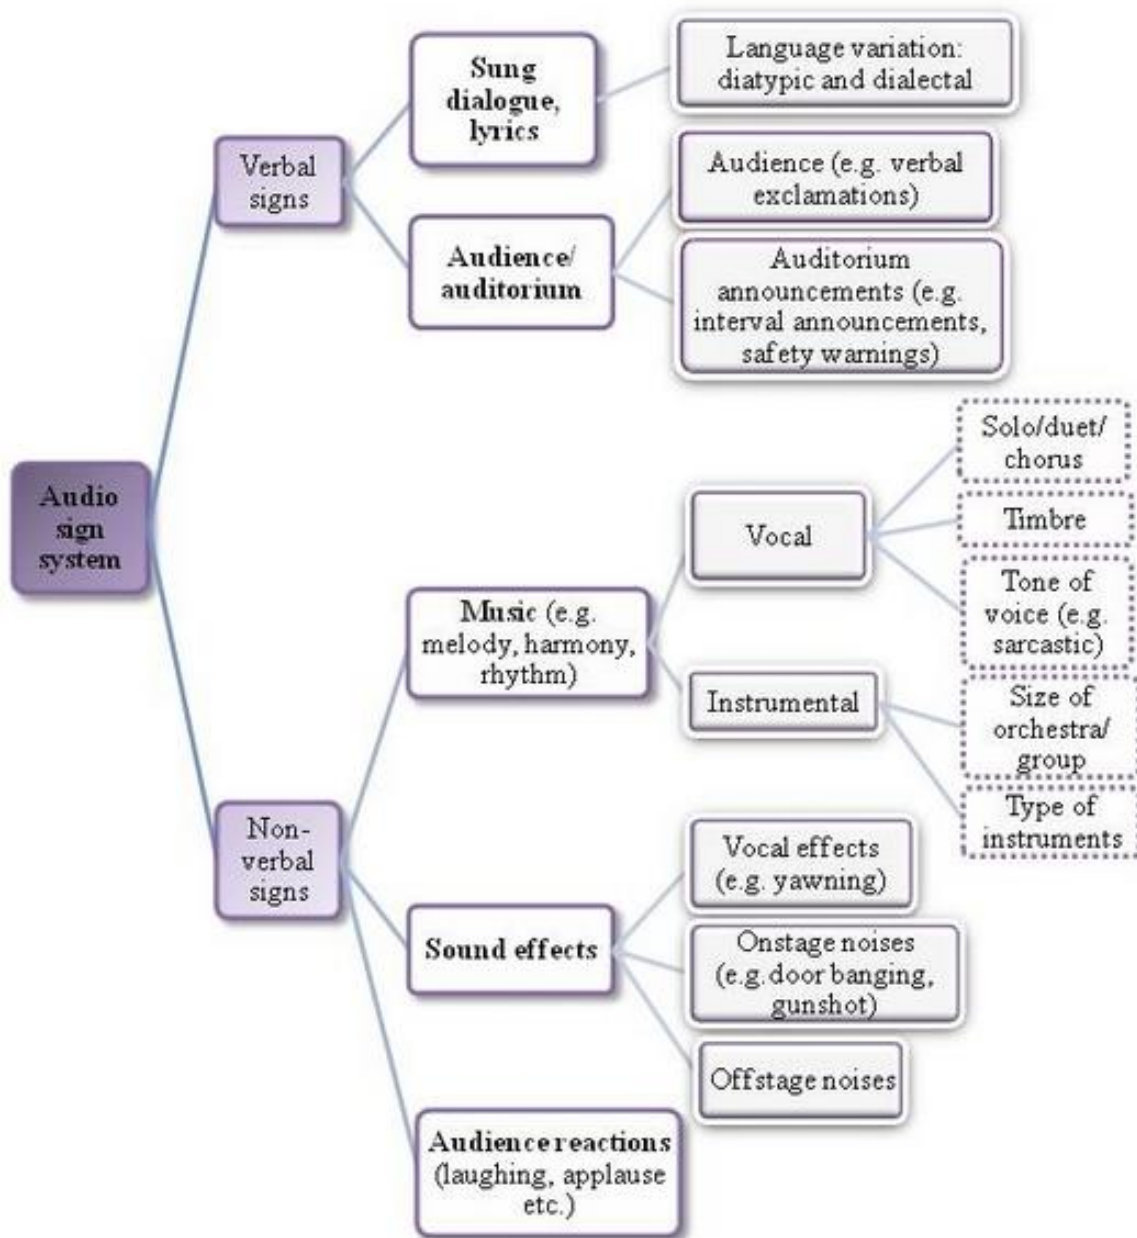 Sung
dialogue,
lyrics
Language variation:
diatypic and dialectal
Verbal
signs
Audience (e.g. verbal
exclamations)
Audience/
auditorium
Auditorium
announcements (e.g.
interval announcements,
safety warnings)
Audio
sign
system
Solo/duet/
chorus
Vocal
Timbre
Tone of
voice (e.g.
sarcastic)
Music (e.g.
melody, harmony,
rhythm)
Instrumental
Size of
orchestra/
group
Type of
instruments
Non-
verbal
signs
Vocal effects
(e.g. yawning)
Sound effects
Onstage noises
(e.g.door banging,
gunshot)
Offstage noises
Audience reactions
(laughing, applause
etc.)